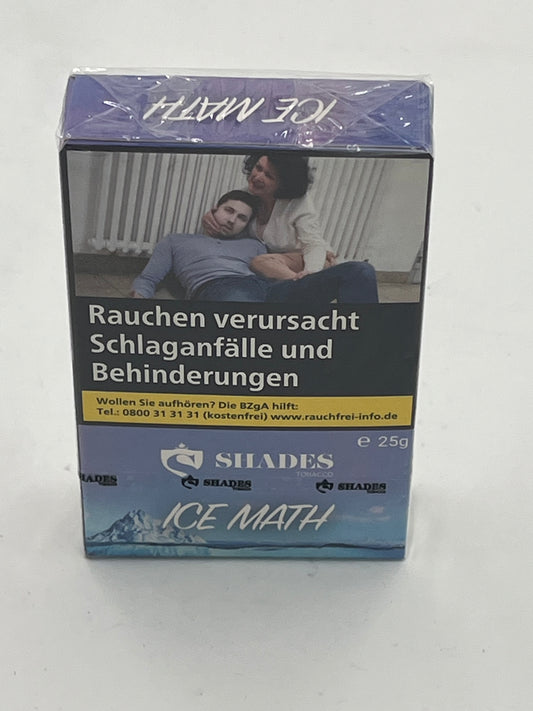 ICE MATH
Rauchen verursacht
Schlaganfälle und
Behinderungen
Wollen Sie aufhören? Die BZgA hilft:
Tel.: 0800 31 31 31 (kostenfrei) www.rauchfrei-info.de
e 25g
SHADES
TOBACCO
SHADES SHADES
ICE MATH